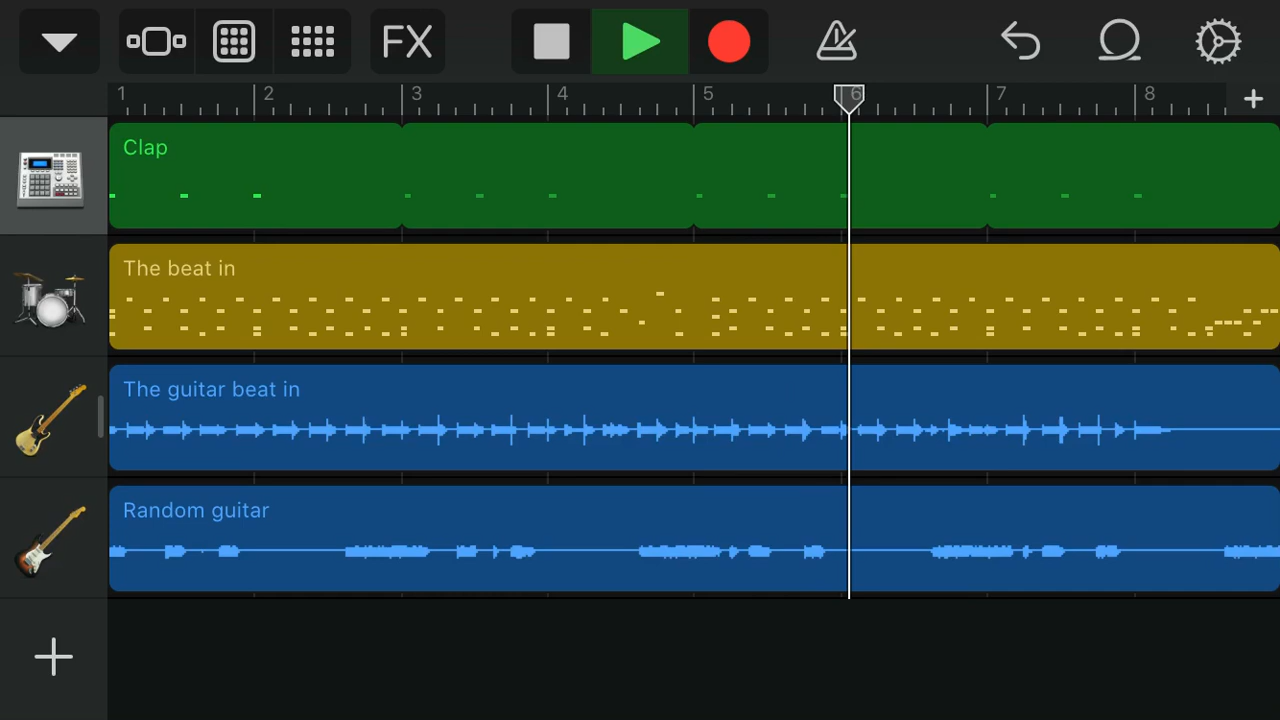 FX
1 2 3 4 5 6 7 8
Clap
The beat in
The guitar beat in
Random guitar